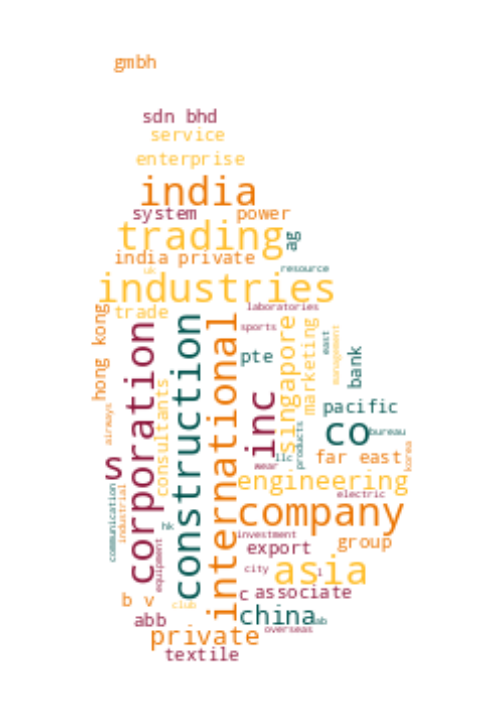 gmbh
sdn bhd
service
enterprise
india
system
power
trading
ag
india private
resource
uk
industries
trade
laboratories
hong kong
corporation
construction
international
sports
singapore
marketing
east
management
pte
bank
consultants
inc
pacific
co
bureau
airways
products
llc
far east
korea
wear
s
engineering
electric
communication
industrial
company
hk
investment
group
export
equipment
city
asia
l
c
associate
b v
club
china
lab
abb
overseas
private
textile